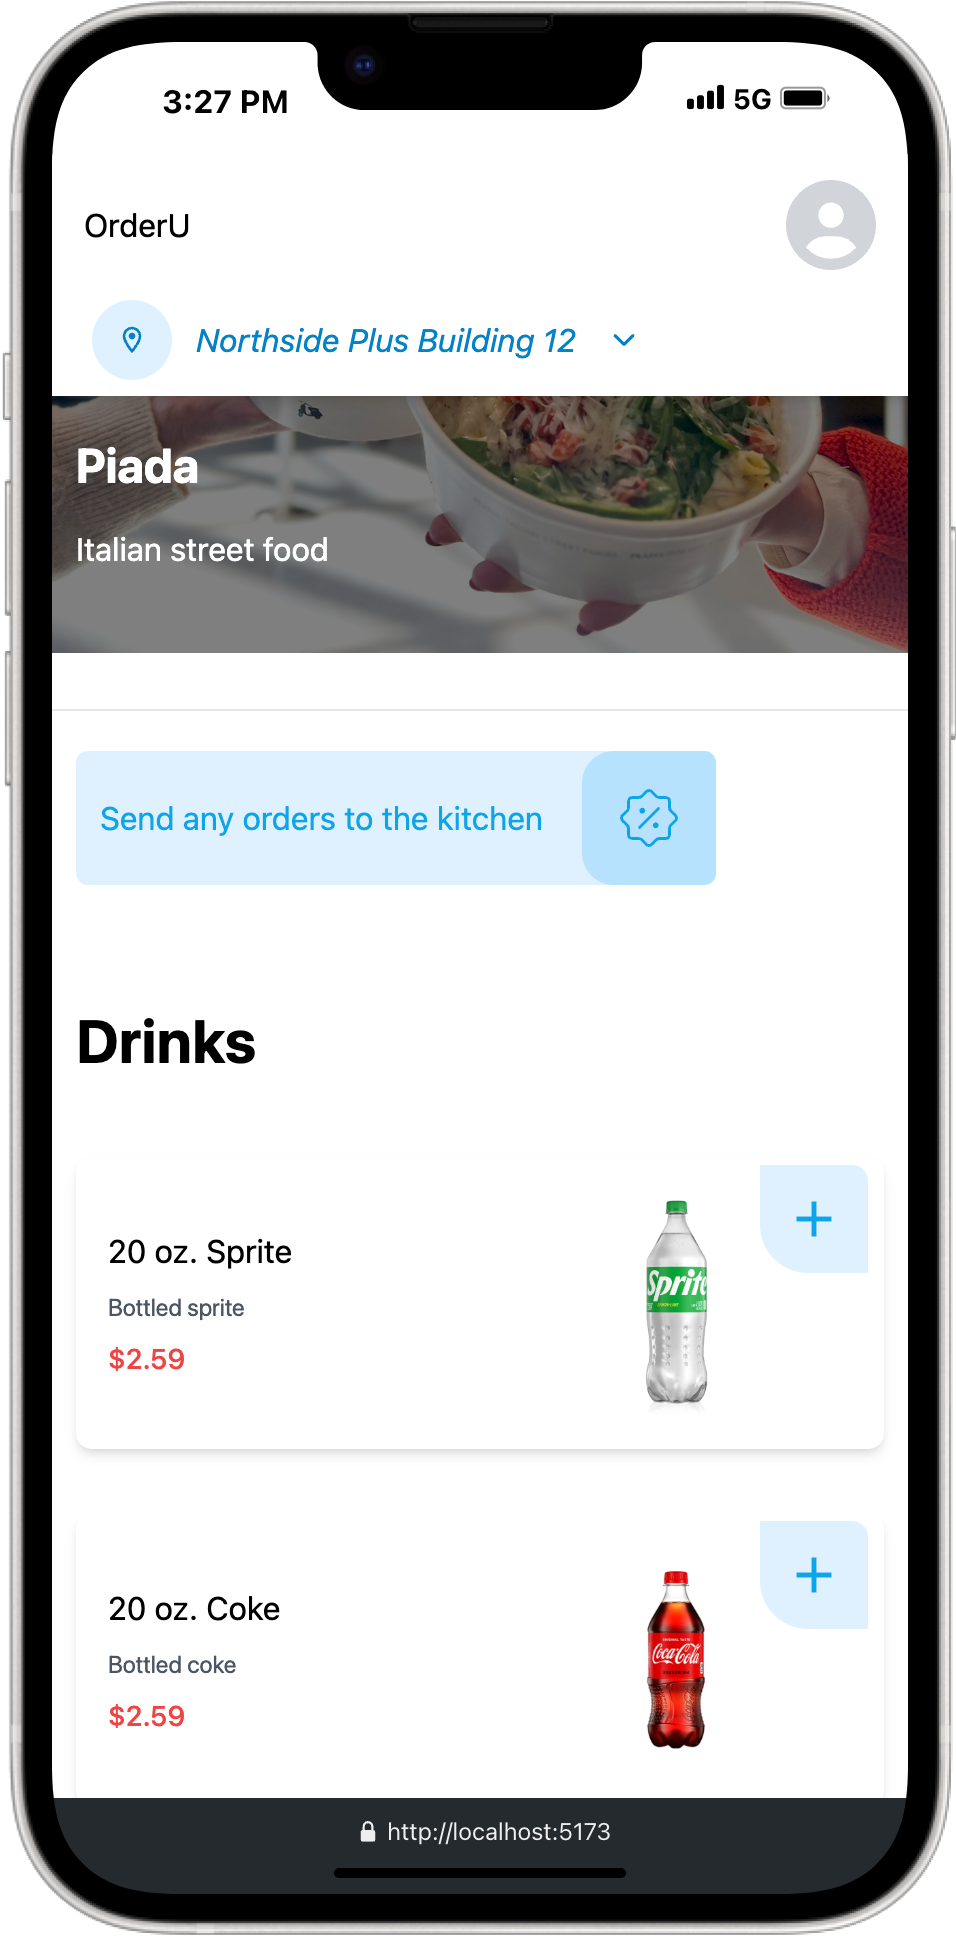 3:27 PM
5G
OrderU
Northside Plus Building 12
Piada
Italian street food
Send any orders to the kitchen
Drinks
20 oz. Sprite
Bottled sprite
$2.59
Sprite
20 oz. Coke
Bottled coke
$2.59
Coca-Cola
http://localhost:5173